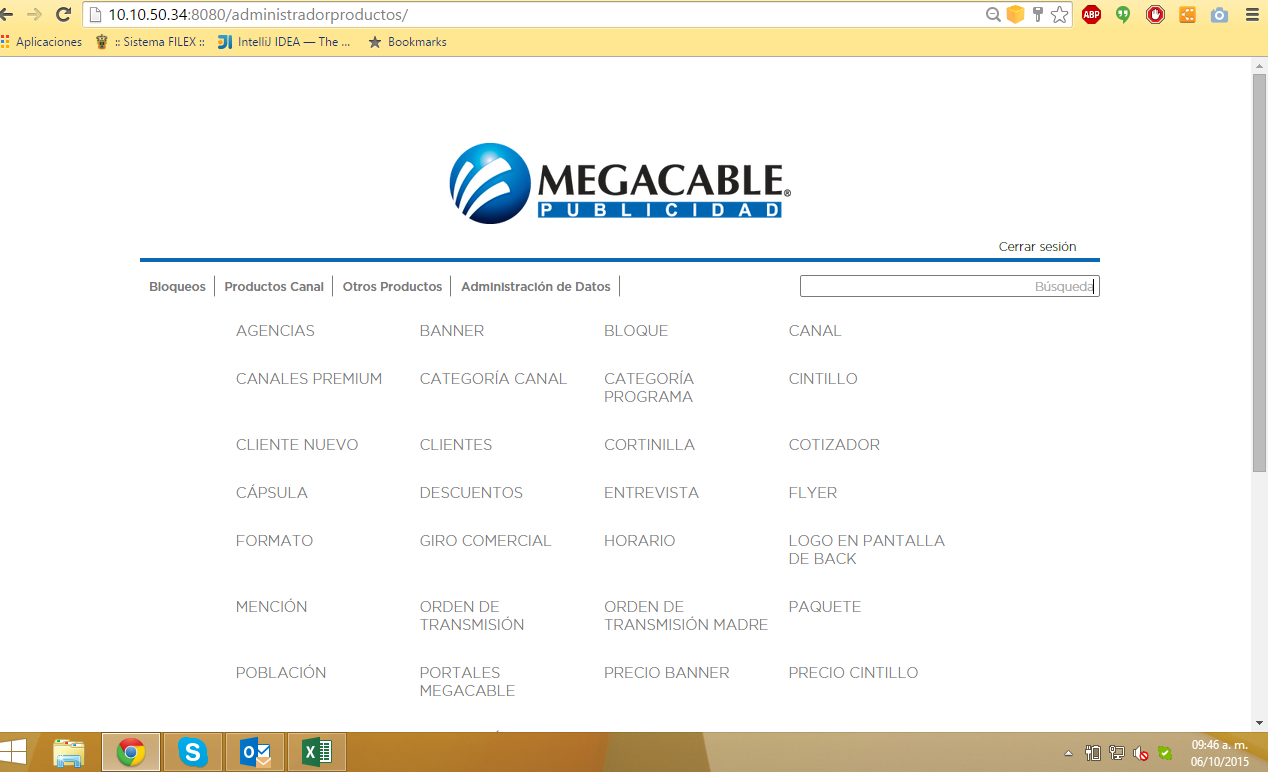 10.10.50.34:8080/administradorproductos/
ABP
Aplicaciones :: Sistema FILEX :: IntelliJ IDEA — The ... Bookmarks
MEGACABLE®
PUBLICIDAD
Cerrar sesión
Bloqueos Productos Canal Otros Productos Administración de Datos Búsqueda
AGENCIAS BANNER BLOQUE CANAL
CANALES PREMIUM CATEGORÍA CANAL CATEGORÍA PROGRAMA CINTILLO
CLIENTE NUEVO CLIENTES CORTINILLA COTIZADOR
CÁPSULA DESCUENTOS ENTREVISTA FLYER
FORMATO GIRO COMERCIAL HORARIO LOGO EN PANTALLA DE BACK
MENCIÓN ORDEN DE TRANSMISIÓN ORDEN DE TRANSMISIÓN MADRE PAQUETE
POBLACIÓN PORTALES MEGACABLE PRECIO BANNER PRECIO CINTILLO
09:46 a. m.
06/10/2015